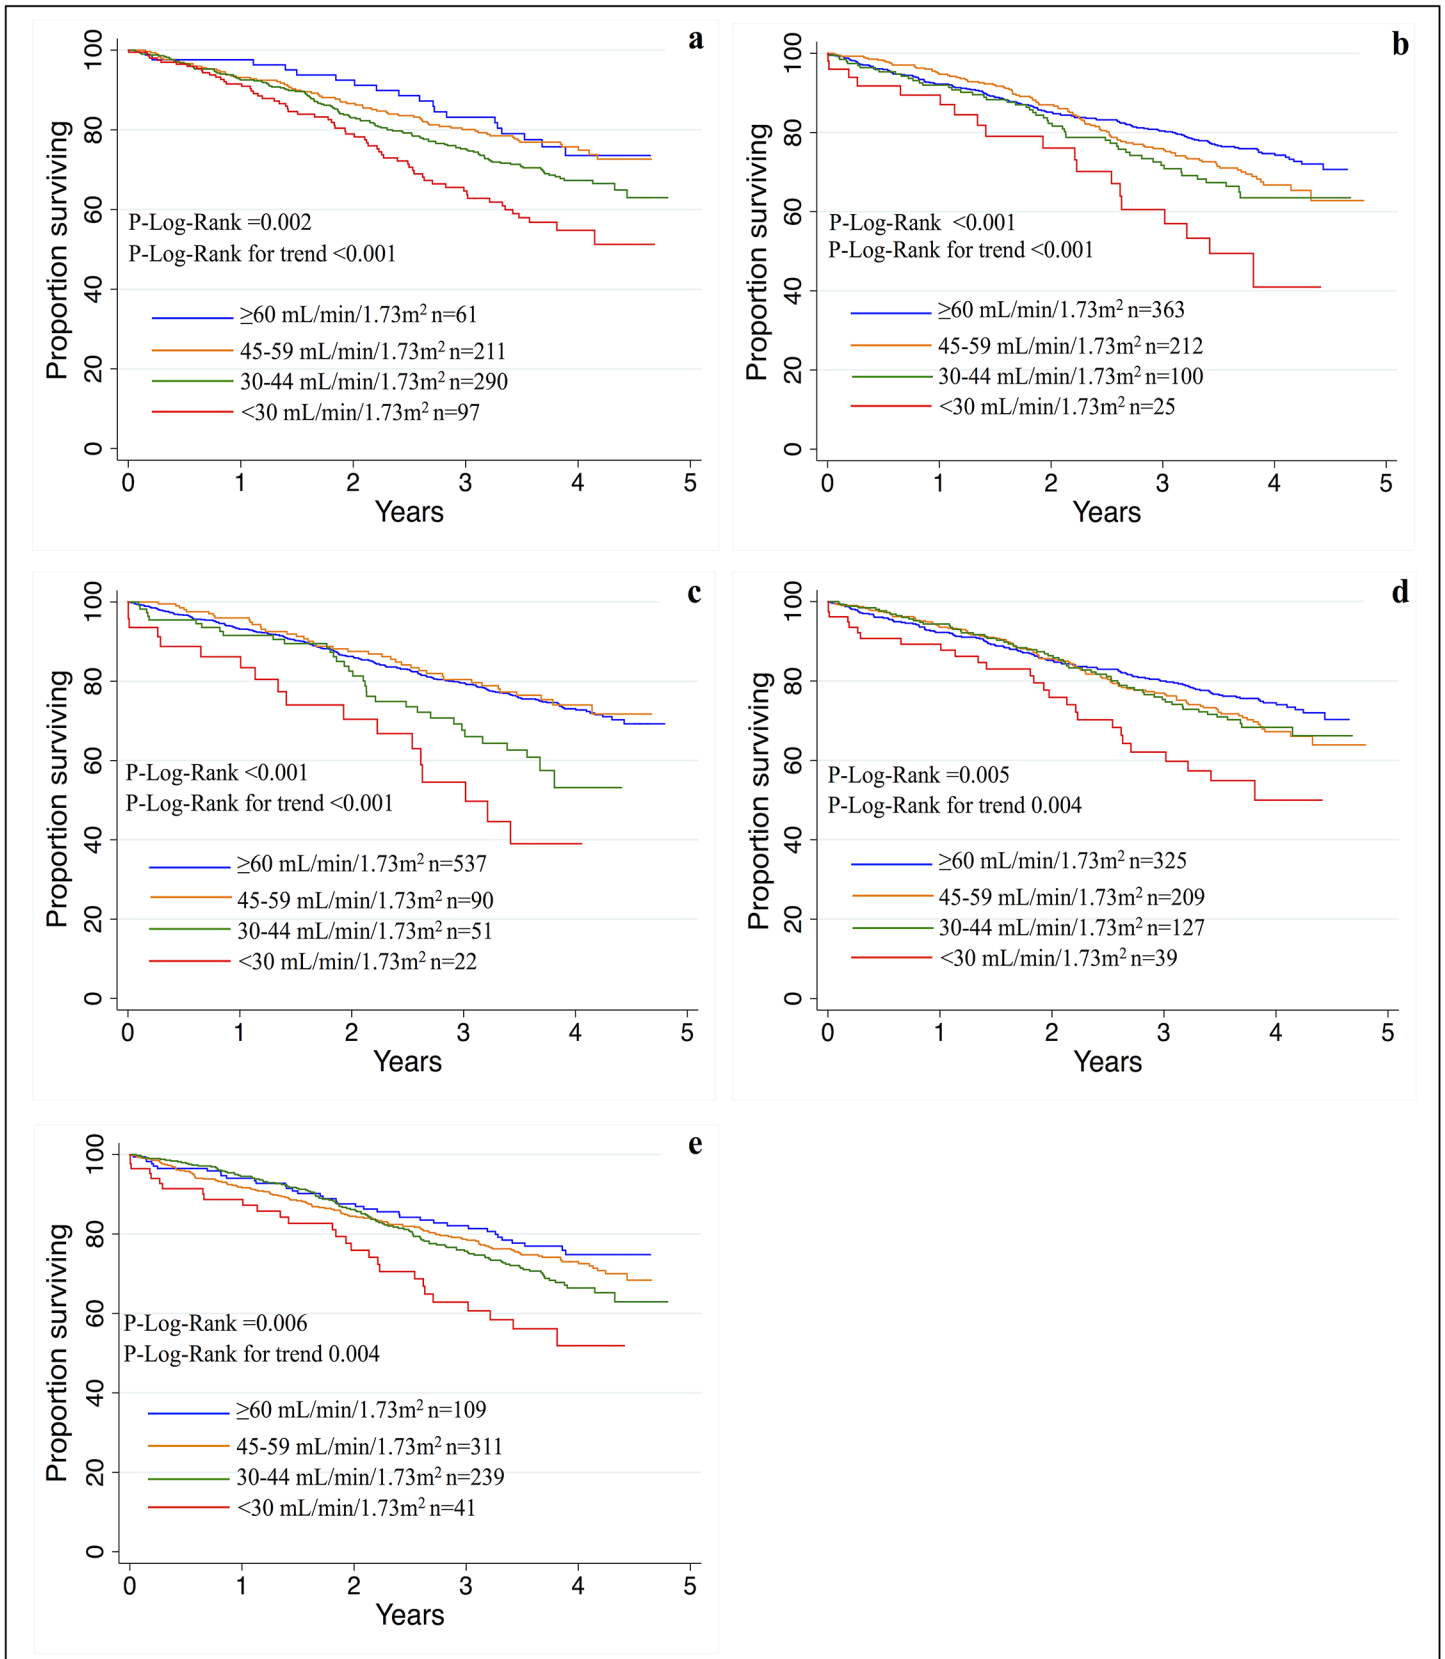 a
Proportion surviving
100
80
60
40
20
0
P-Log-Rank =0.002
P-Log-Rank for trend <0.001
≥60 mL/min/1.73m² n=61
45-59 mL/min/1.73m² n=211
30-44 mL/min/1.73m² n=290
<30 mL/min/1.73m² n=97
0 1 2 3 4 5
Years
b
Proportion surviving
100
80
60
40
20
0
P-Log-Rank <0.001
P-Log-Rank for trend <0.001
≥60 mL/min/1.73m² n=363
45-59 mL/min/1.73m² n=212
30-44 mL/min/1.73m² n=100
<30 mL/min/1.73m² n=25
0 1 2 3 4 5
Years
c
Proportion surviving
100
80
60
40
20
0
P-Log-Rank <0.001
P-Log-Rank for trend <0.001
≥60 mL/min/1.73m² n=537
45-59 mL/min/1.73m² n=90
30-44 mL/min/1.73m² n=51
<30 mL/min/1.73m² n=22
0 1 2 3 4 5
Years
d
Proportion surviving
100
80
60
40
20
0
P-Log-Rank =0.005
P-Log-Rank for trend 0.004
≥60 mL/min/1.73m² n=325
45-59 mL/min/1.73m² n=209
30-44 mL/min/1.73m² n=127
<30 mL/min/1.73m² n=39
0 1 2 3 4 5
Years
e
Proportion surviving
100
80
60
40
20
0
P-Log-Rank =0.006
P-Log-Rank for trend 0.004
≥60 mL/min/1.73m² n=109
45-59 mL/min/1.73m² n=311
30-44 mL/min/1.73m² n=239
<30 mL/min/1.73m² n=41
0 1 2 3 4 5
Years